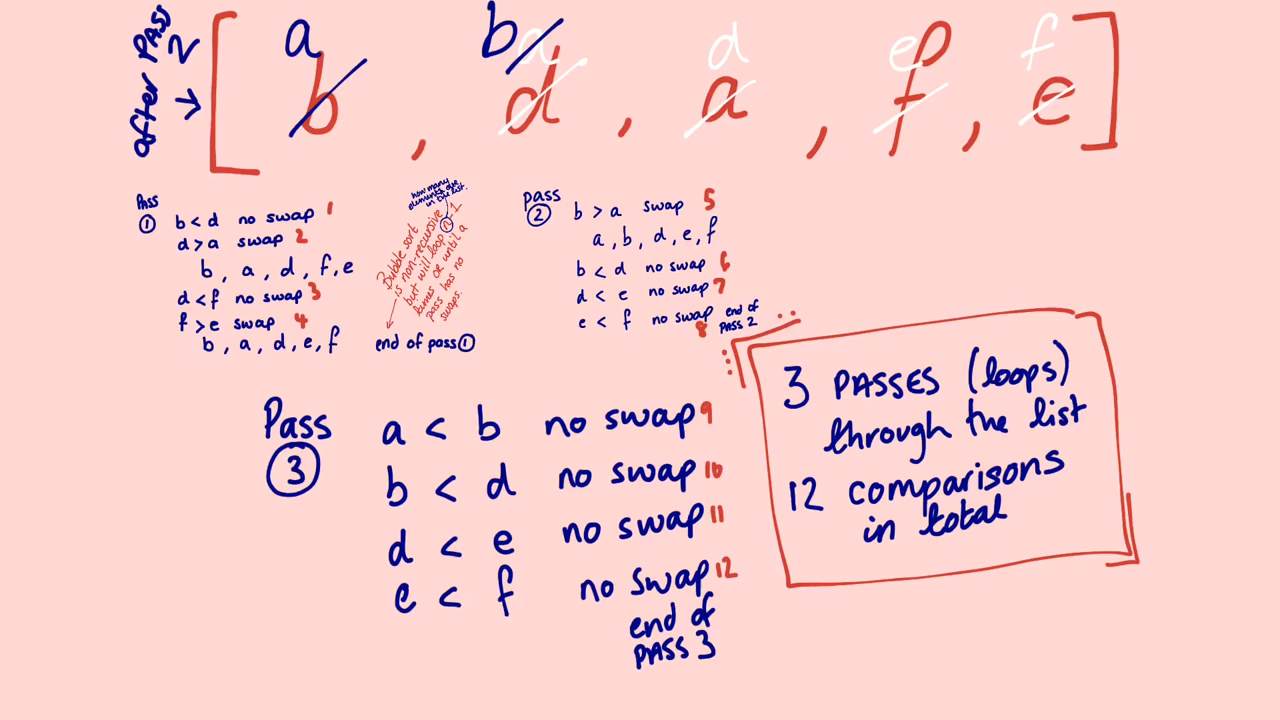 after PASS 2 →
a b/ a d e f
[ b , d , a , f , e ]
Pass ①
b < d no swap 1
d > a swap 2
b , a , d , f , e
d < f no swap 3
f > e swap 4
b , a , d , e , f end of pass ①
how many
elements are
in the list.
Bubble sort
is non-recursive
but will loop n-1
times or until a
pass has no
swaps.
pass ②
b > a swap 5
a , b , d , e , f
b < d no swap 6
d < e no swap 7
e < f no swap 8
end of
PASS 2
Pass ③
a < b no swap 9
b < d no swap 10
d < e no swap 11
e < f no swap 12
end of
PASS 3
3 PASSES (loops)
through the list
12 comparisons
in total